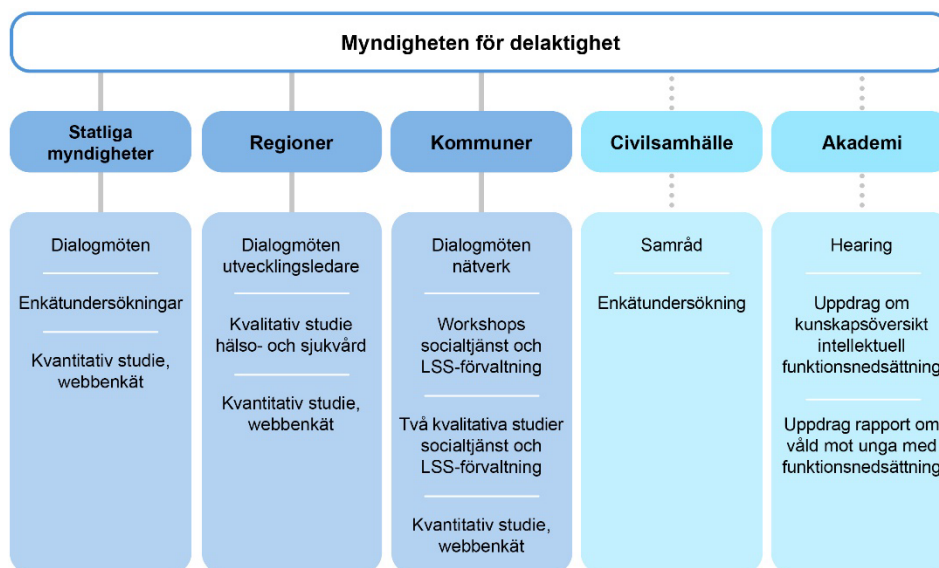 Myndigheten för delaktighet
Statliga
myndigheter
Regioner
Kommuner
Civilsamhälle
Akademi
Dialogmöten
Enkätundersökningar
Kvantitativ studie,
webbenkät
Dialogmöten
utvecklingsledare
Kvalitativ studie
hälso- och sjukvård
Kvantitativ studie,
webbenkät
Dialogmöten
nätverk
Workshops
socialtjänst och
LSS-förvaltning
Två kvalitativa studier
socialtjänst och
LSS-förvaltning
Kvantitativ studie,
webbenkät
Samråd
Enkätundersökning
Hearing
Uppdrag om
kunskapsöversikt
intellektuell
funktionsnedsättning
Uppdrag rapport om
våld mot unga med
funktionsnedsättning